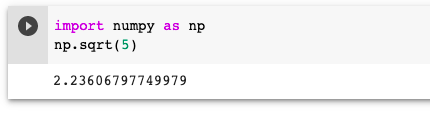 import numpy as np
np.sqrt(5)
2.23606797749979